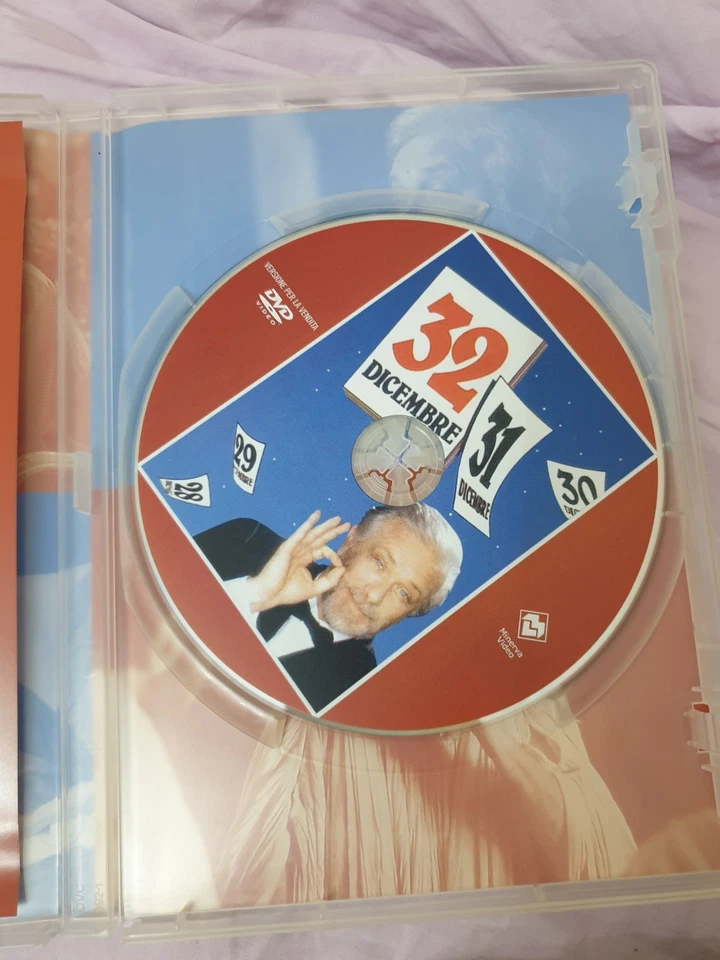 VERSIONE PER LA VENDITA
DVD
VIDEO
32
DICEMBRE
31
DICEMBRE
30
29
28
Minerva
Video